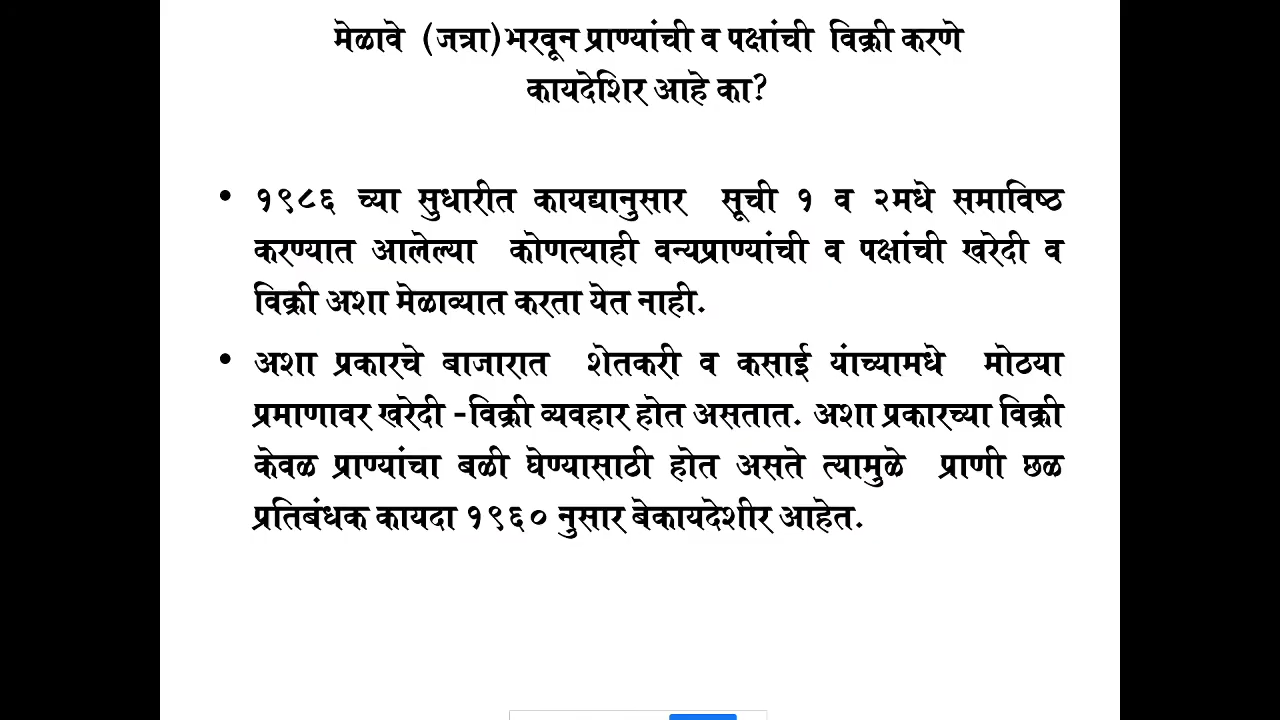 मेळावे (जत्रा)भरवून प्राण्यांची व पक्षांची विक्री करणे
कायदेशिर आहे का?
• १९८६ च्या सुधारीत कायद्यानुसार सूची १ व २मधे समाविष्ठ
करण्यात आलेल्या कोणत्याही वन्यप्राण्यांची व पक्षांची खरेदी व
विक्री अशा मेळाव्यात करता येत नाही.
• अशा प्रकारचे बाजारात शेतकरी व कसाई यांच्यामधे मोठया
प्रमाणावर खरेदी -विक्री व्यवहार होत असतात. अशा प्रकारच्या विक्री
केवळ प्राण्यांचा बळी घेण्यासाठी होत असते त्यामुळे प्राणी छळ
प्रतिबंधक कायदा १९६० नुसार बेकायदेशीर आहेत.